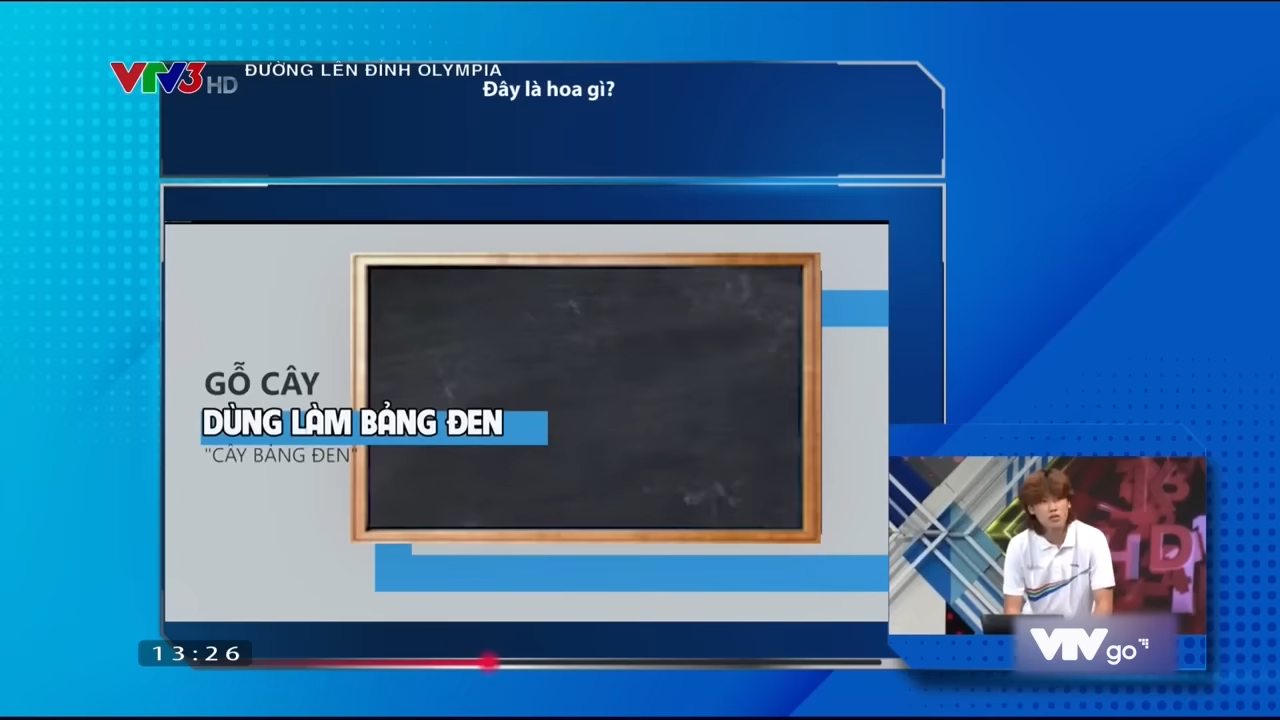 VTV3 HD
ĐƯỜNG LÊN ĐỈNH OLYMPIA
Đây là hoa gì?
GỖ CÂY
DÙNG LÀM BẢNG ĐEN
"CÂY BẢNG ĐEN"
13:26
VTV go